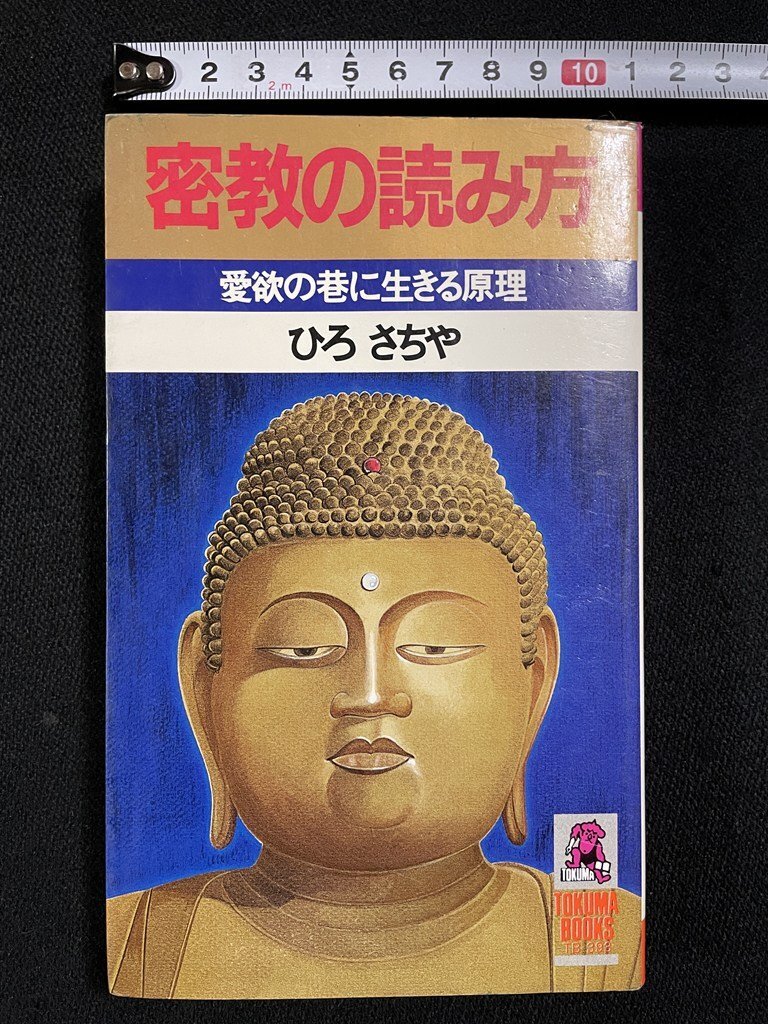 2 3 4 5 6 7 8 9 10 1 2 3 4
2 m
密教の読み方
愛欲の巷に生きる原理
ひろ さちや
TOKUMA
TOKUMA
BOOKS